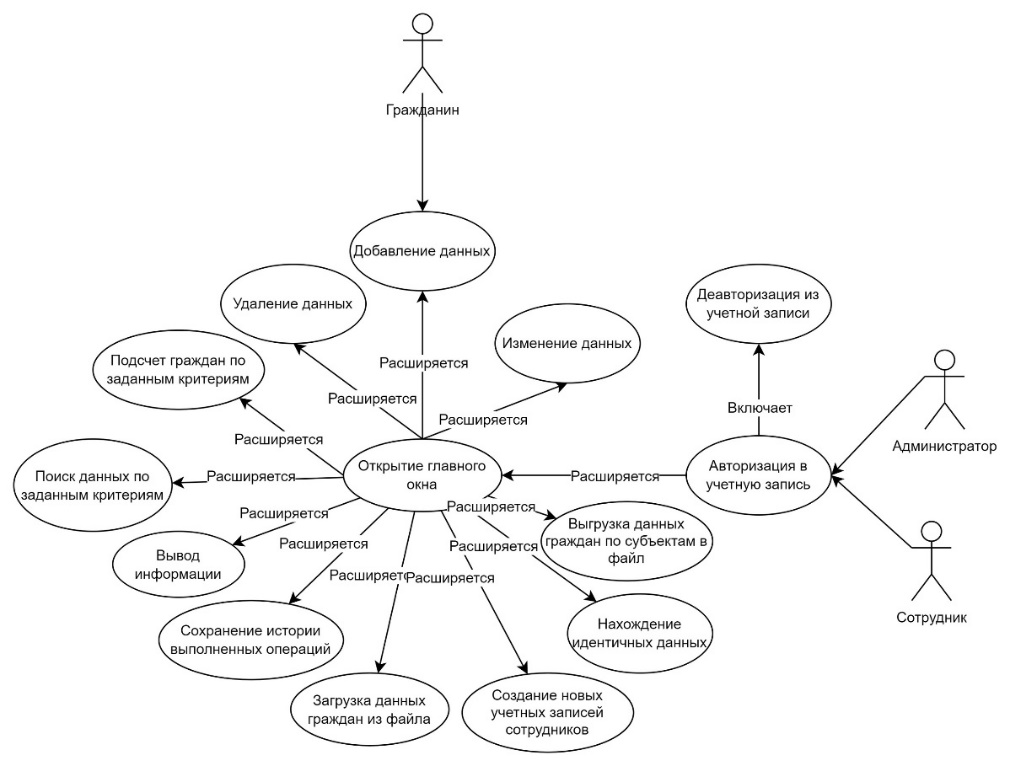 Гражданин
Добавление данных
Удаление данных
Деавторизация из
учетной записи
Изменение данных
Подсчет граждан по
заданным критериям
Расширяется
Расширяется
Включает
Расширяется
Расширяется
Администратор
Поиск данных по
заданным критериям
Расширяется
Открытие главного
окна
Расширяется
Авторизация в
учетную запись
Расширяется
Расширяется
Выгрузка данных
граждан по субъектам в
файл
Вывод
информации
Расширяется
Расширяется
Расширяется
Расширяется
Сотрудник
Сохранение истории
выполненных операций
Нахождение
идентичных данных
Загрузка данных
граждан из файла
Создание новых
учетных записей
сотрудников